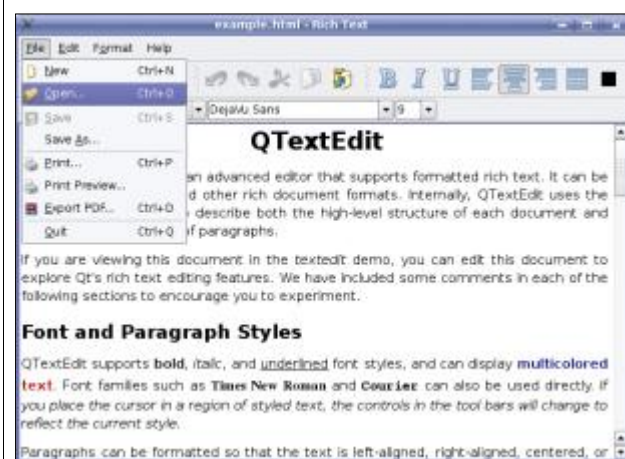 example.html - Rich Text
File Edit Format Help
New Ctrl+N
Open... Ctrl+O
Save Ctrl+S
Save As...
Print... Ctrl+P
Print Preview...
Export PDF... Ctrl+D
Quit Ctrl+Q
DejaVu Sans 9
QTextEdit
an advanced editor that supports formatted rich text. It can be
d other rich document formats. Internally, QTextEdit uses the
describe both the high-level structure of each document and
of paragraphs.
If you are viewing this document in the textedit demo, you can edit this document to
explore Qt's rich text editing features. We have included some comments in each of the
following sections to encourage you to experiment.
Font and Paragraph Styles
QTextEdit supports bold, italic, and underlined font styles, and can display multicolored
text. Font families such as Times New Roman and Courier can also be used directly. If
you place the cursor in a region of styled text, the controls in the tool bars will change to
reflect the current style.
Paragraphs can be formatted so that the text is left-aligned, right-aligned, centered, or